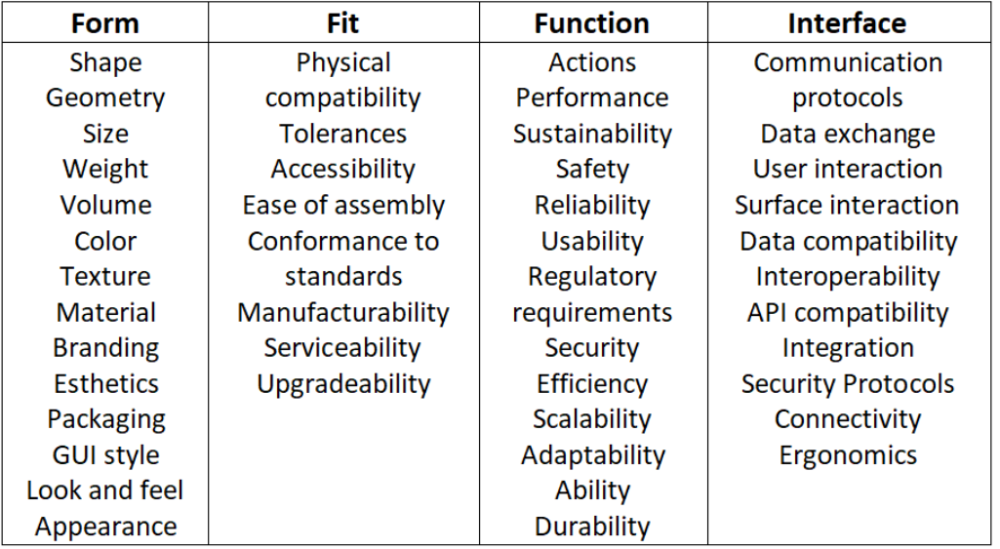 Form Fit Function Interface
Shape Physical Actions Communication
Geometry compatibility Performance protocols
Size Tolerances Sustainability Data exchange
Weight Accessibility Safety User interaction
Volume Ease of assembly Reliability Surface interaction
Color Conformance to Usability Data compatibility
Texture standards Regulatory Interoperability
Material Manufacturability requirements API compatibility
Branding Serviceability Security Integration
Esthetics Upgradeability Efficiency Security Protocols
Packaging Scalability Connectivity
GUI style Adaptability Ergonomics
Look and feel Ability
Appearance Durability